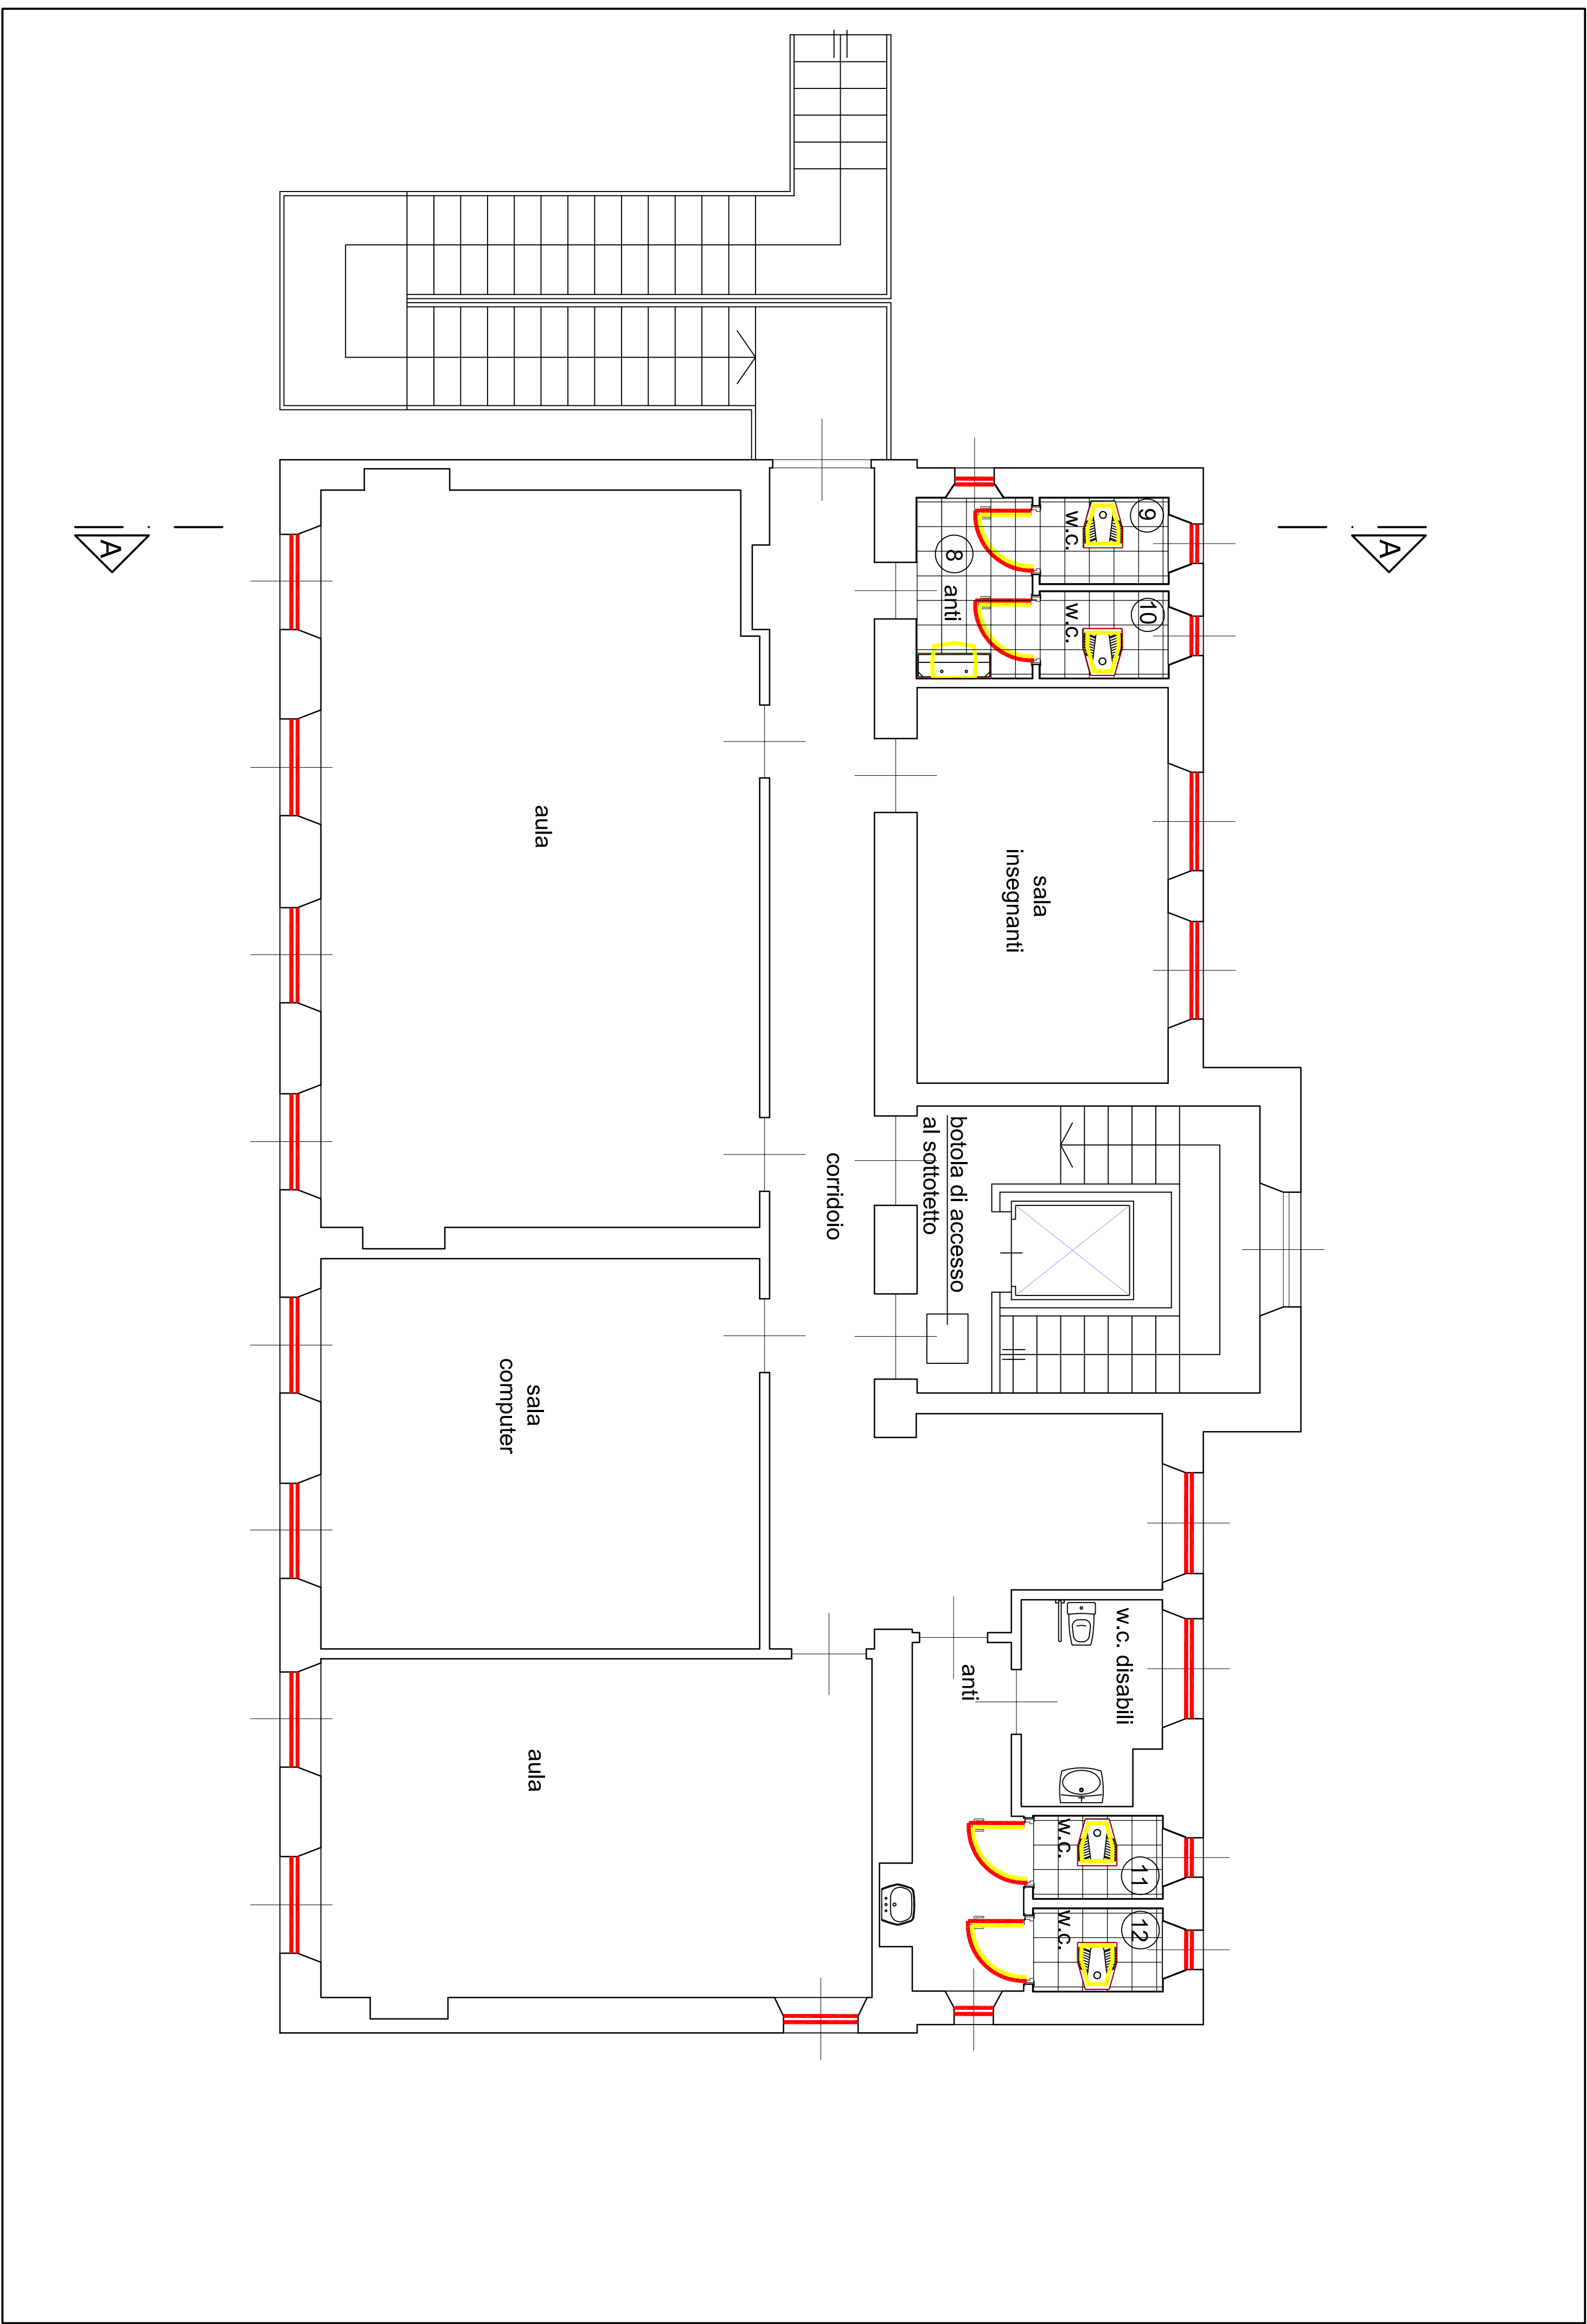 A
9
10
11
12
w.c. disabili
w.c.
w.c.
w.c.
w.c.
sala
insegnanti
anti
8
anti
botola di accesso
al sottotetto
corridoio
aula
sala
computer
aula
A